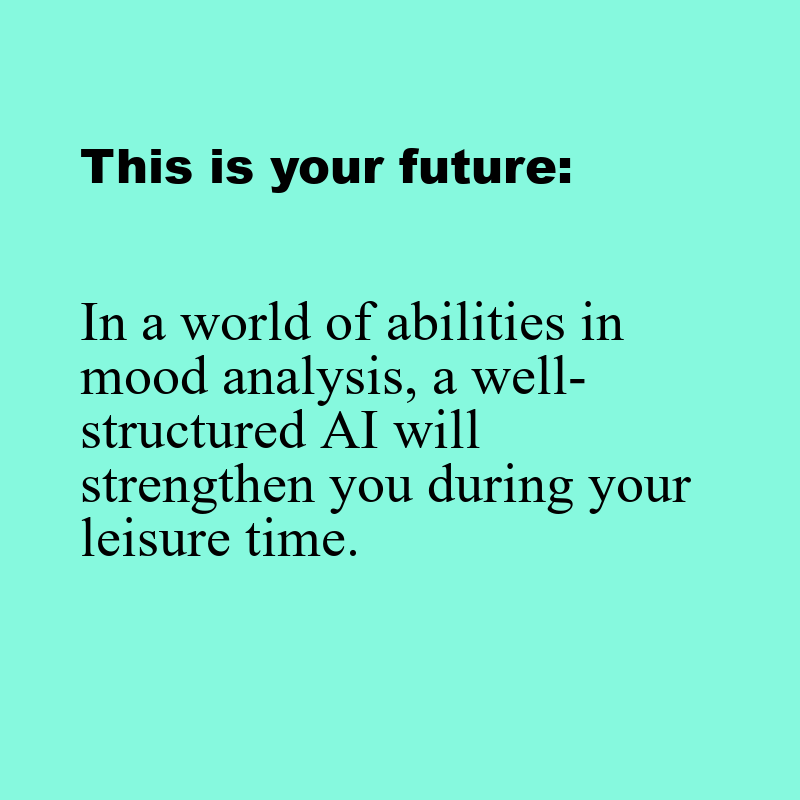 This is your future:
In a world of abilities in
mood analysis, a well-
structured AI will
strengthen you during your
leisure time.